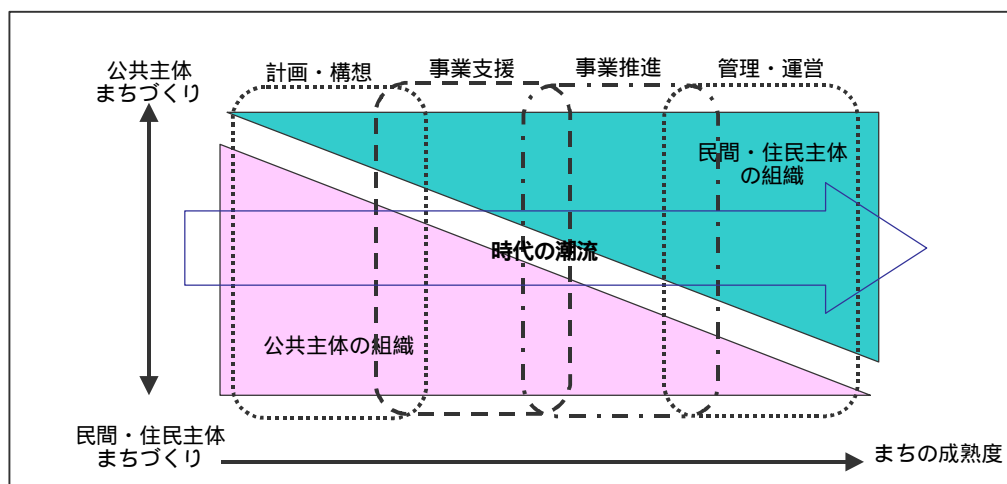 公共主体
まちづくり
計画・構想
事業支援
事業推進
管理・運営
民間・住民主体
の組織
時代の潮流
公共主体の組織
民間・住民主体
まちづくり
まちの成熟度